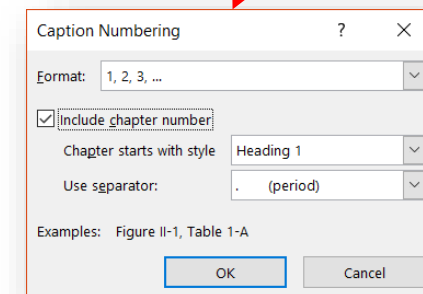 Caption Numbering ? ×
Format: 1, 2, 3, ...
Include chapter number
Chapter starts with style Heading 1
Use separator: . (period)
Examples: Figure II-1, Table 1-A
OK Cancel